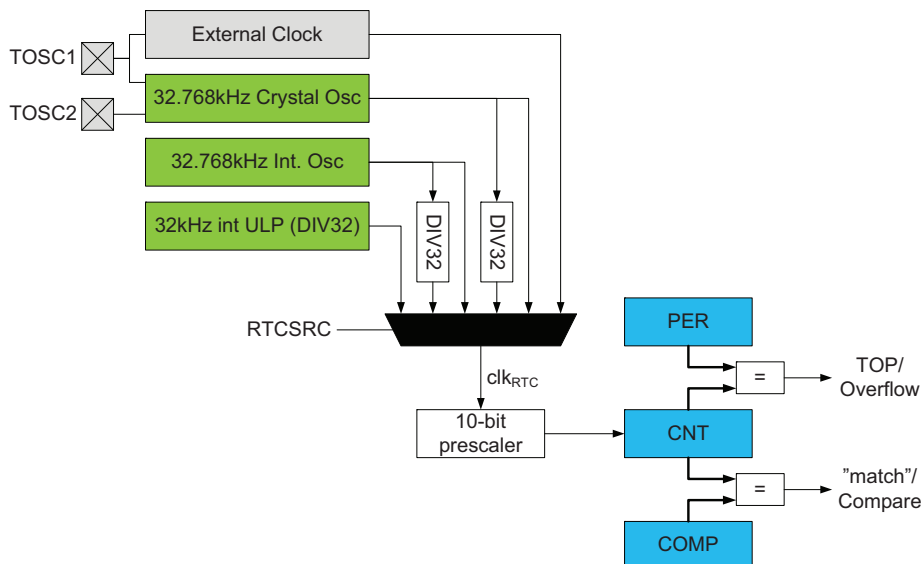 External Clock
TOSC1
32.768kHz Crystal Osc
TOSC2
32.768kHz Int. Osc
32kHz int ULP (DIV32)
DIV32
DIV32
RTCSRC
PER
clkRTC
=
TOP/
Overflow
10-bit
prescaler
CNT
=
”match”/
Compare
COMP